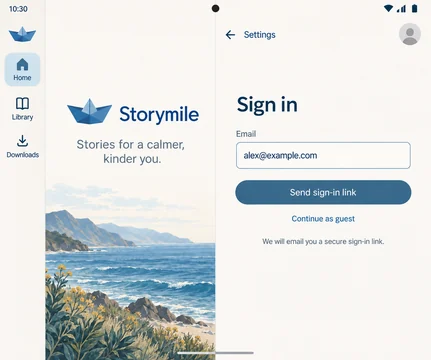 10:30
Home
Library
Downloads
Storymile
Stories for a calmer,
kinder you.
Settings
Sign in
Email
alex@example.com
Send sign-in link
Continue as guest
We will email you a secure sign-in link.